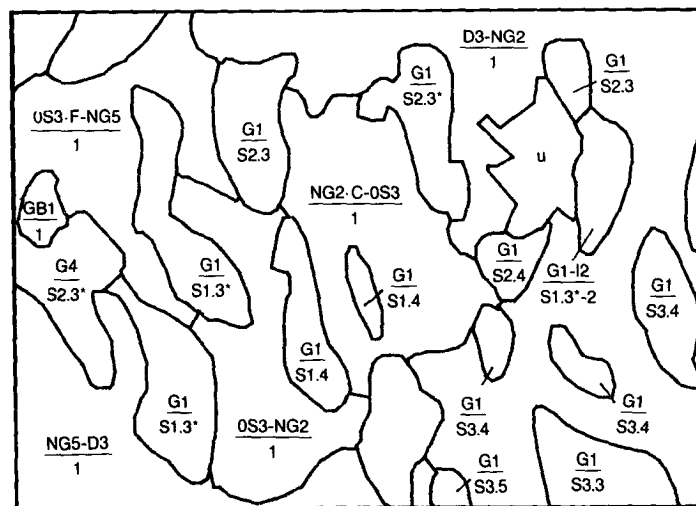 D3-NG2
1
G1
S2.3
G1
S2.3*
0S3·F-NG5
1
G1
S2.3
u
NG2·C-0S3
1
GB1
1
G4
S2.3*
G1
S1.3*
G1
S1.4
G1
S2.4
G1-I2
S1.3*-2
G1
S3.4
G1
S1.4
G1
S1.3*
0S3-NG2
1
G1
S3.4
G1
S3.4
NG5-D3
1
G1
S3.5
G1
S3.3